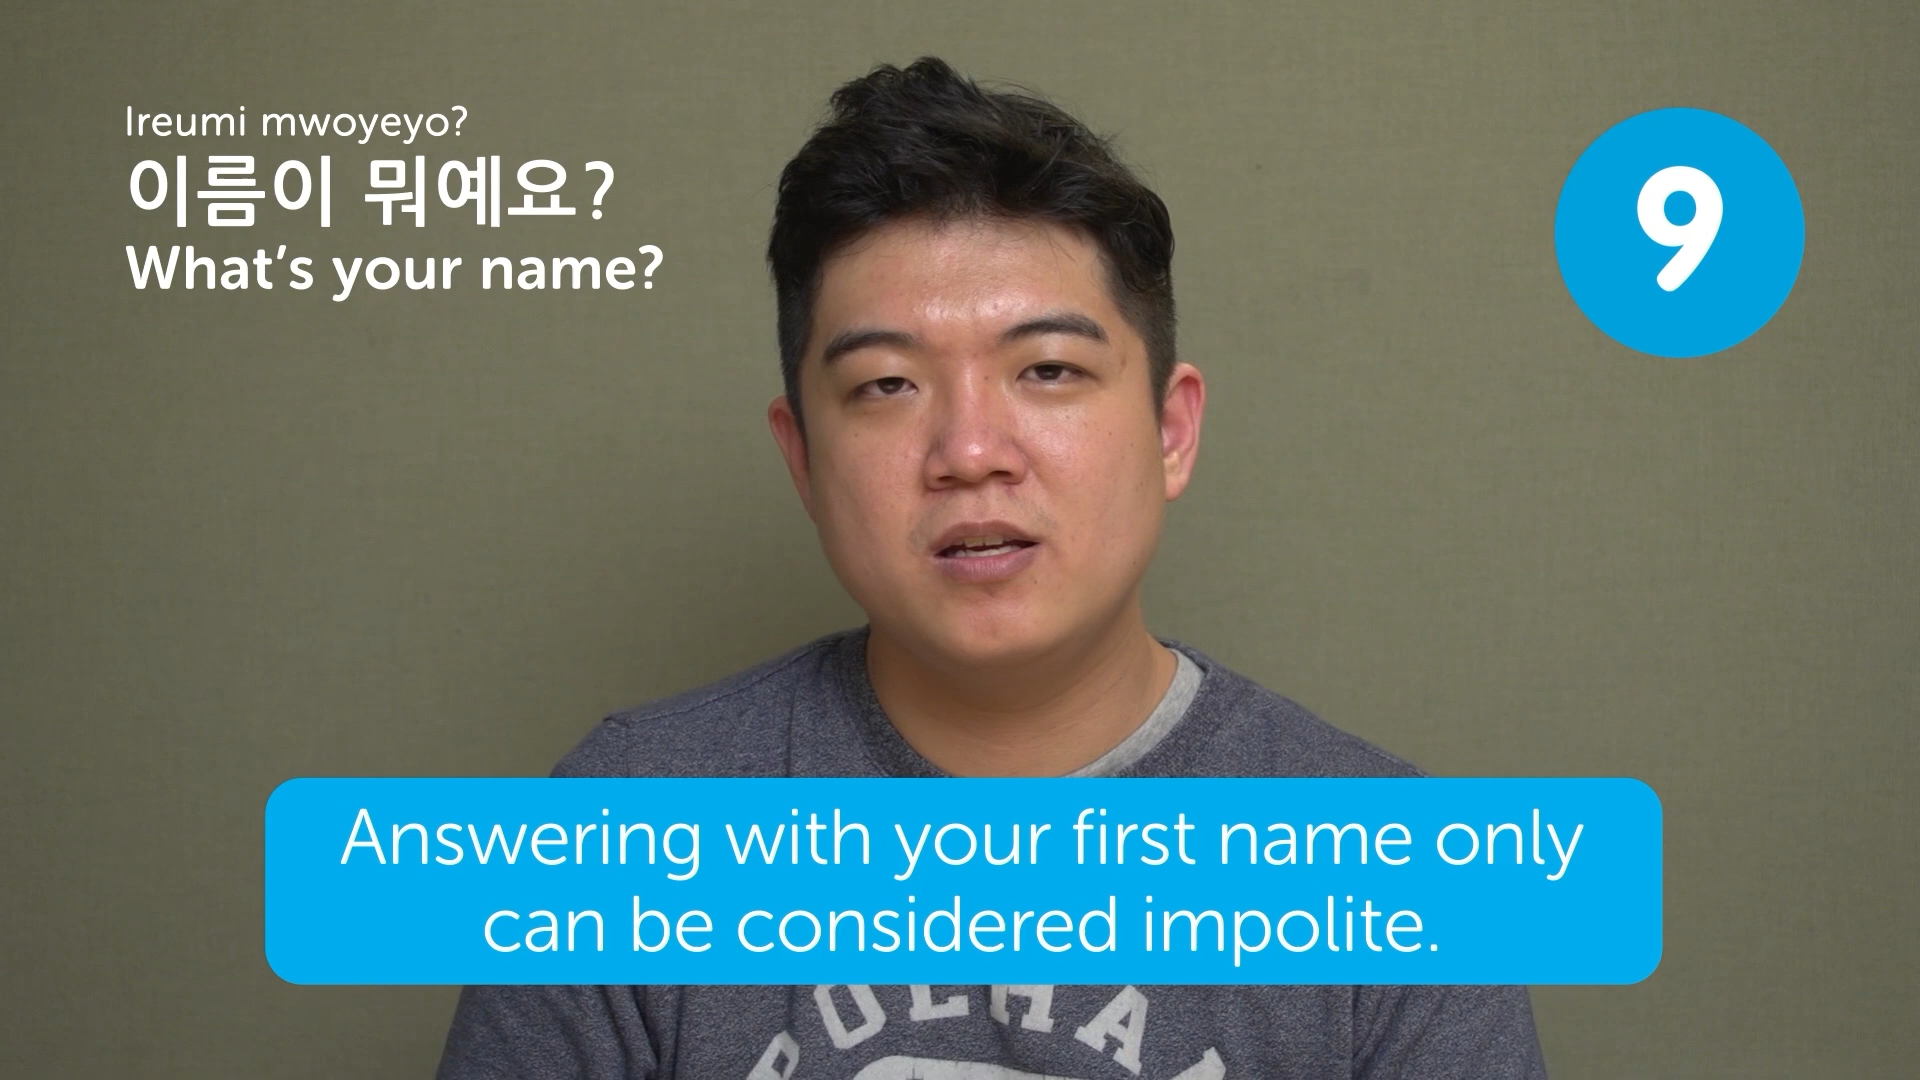 Ireumi mwoyeyo?
이름이 뭐예요?
What's your name?
9
Answering with your first name only
can be considered impolite.